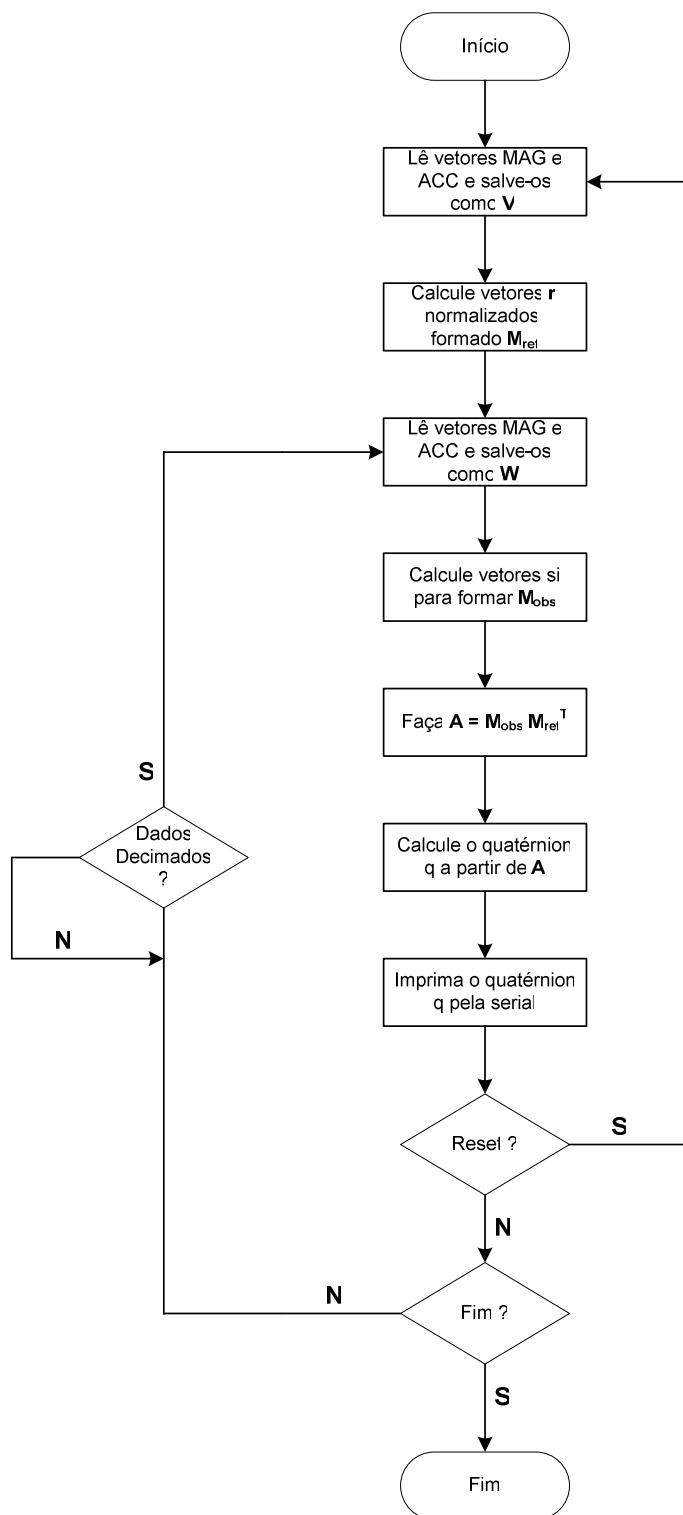 Início
Lê vetores MAG e
ACC e salve-os
como V
Calcule vetores r
normalizados
formado Mref
Lê vetores MAG e
ACC e salve-os
como W
Calcule vetores si
para formar Mobs
Faça A = Mobs MrefT
S
Dados
Decimados
?
N
Calcule o quatérnion
q a partir de A
Imprima o quatérnion
q pela serial
Reset ?
S
N
Fim ?
N
S
Fim